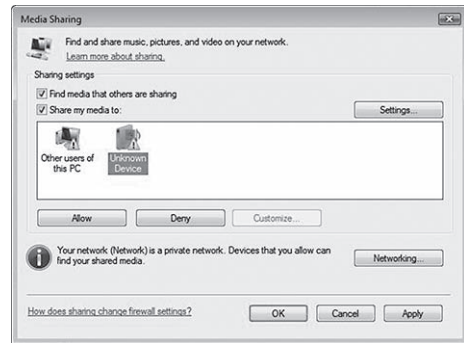 Media Sharing
Find and share music, pictures, and video on your network.
Learn more about sharing.
Sharing settings
Find media that others are sharing
Share my media to:
Settings...
Other users of
this PC
Unknown
Device
Allow
Deny
Customize...
Your network (Network) is a private network. Devices that you allow can
find your shared media.
Networking...
How does sharing change firewall settings?
OK
Cancel
Apply